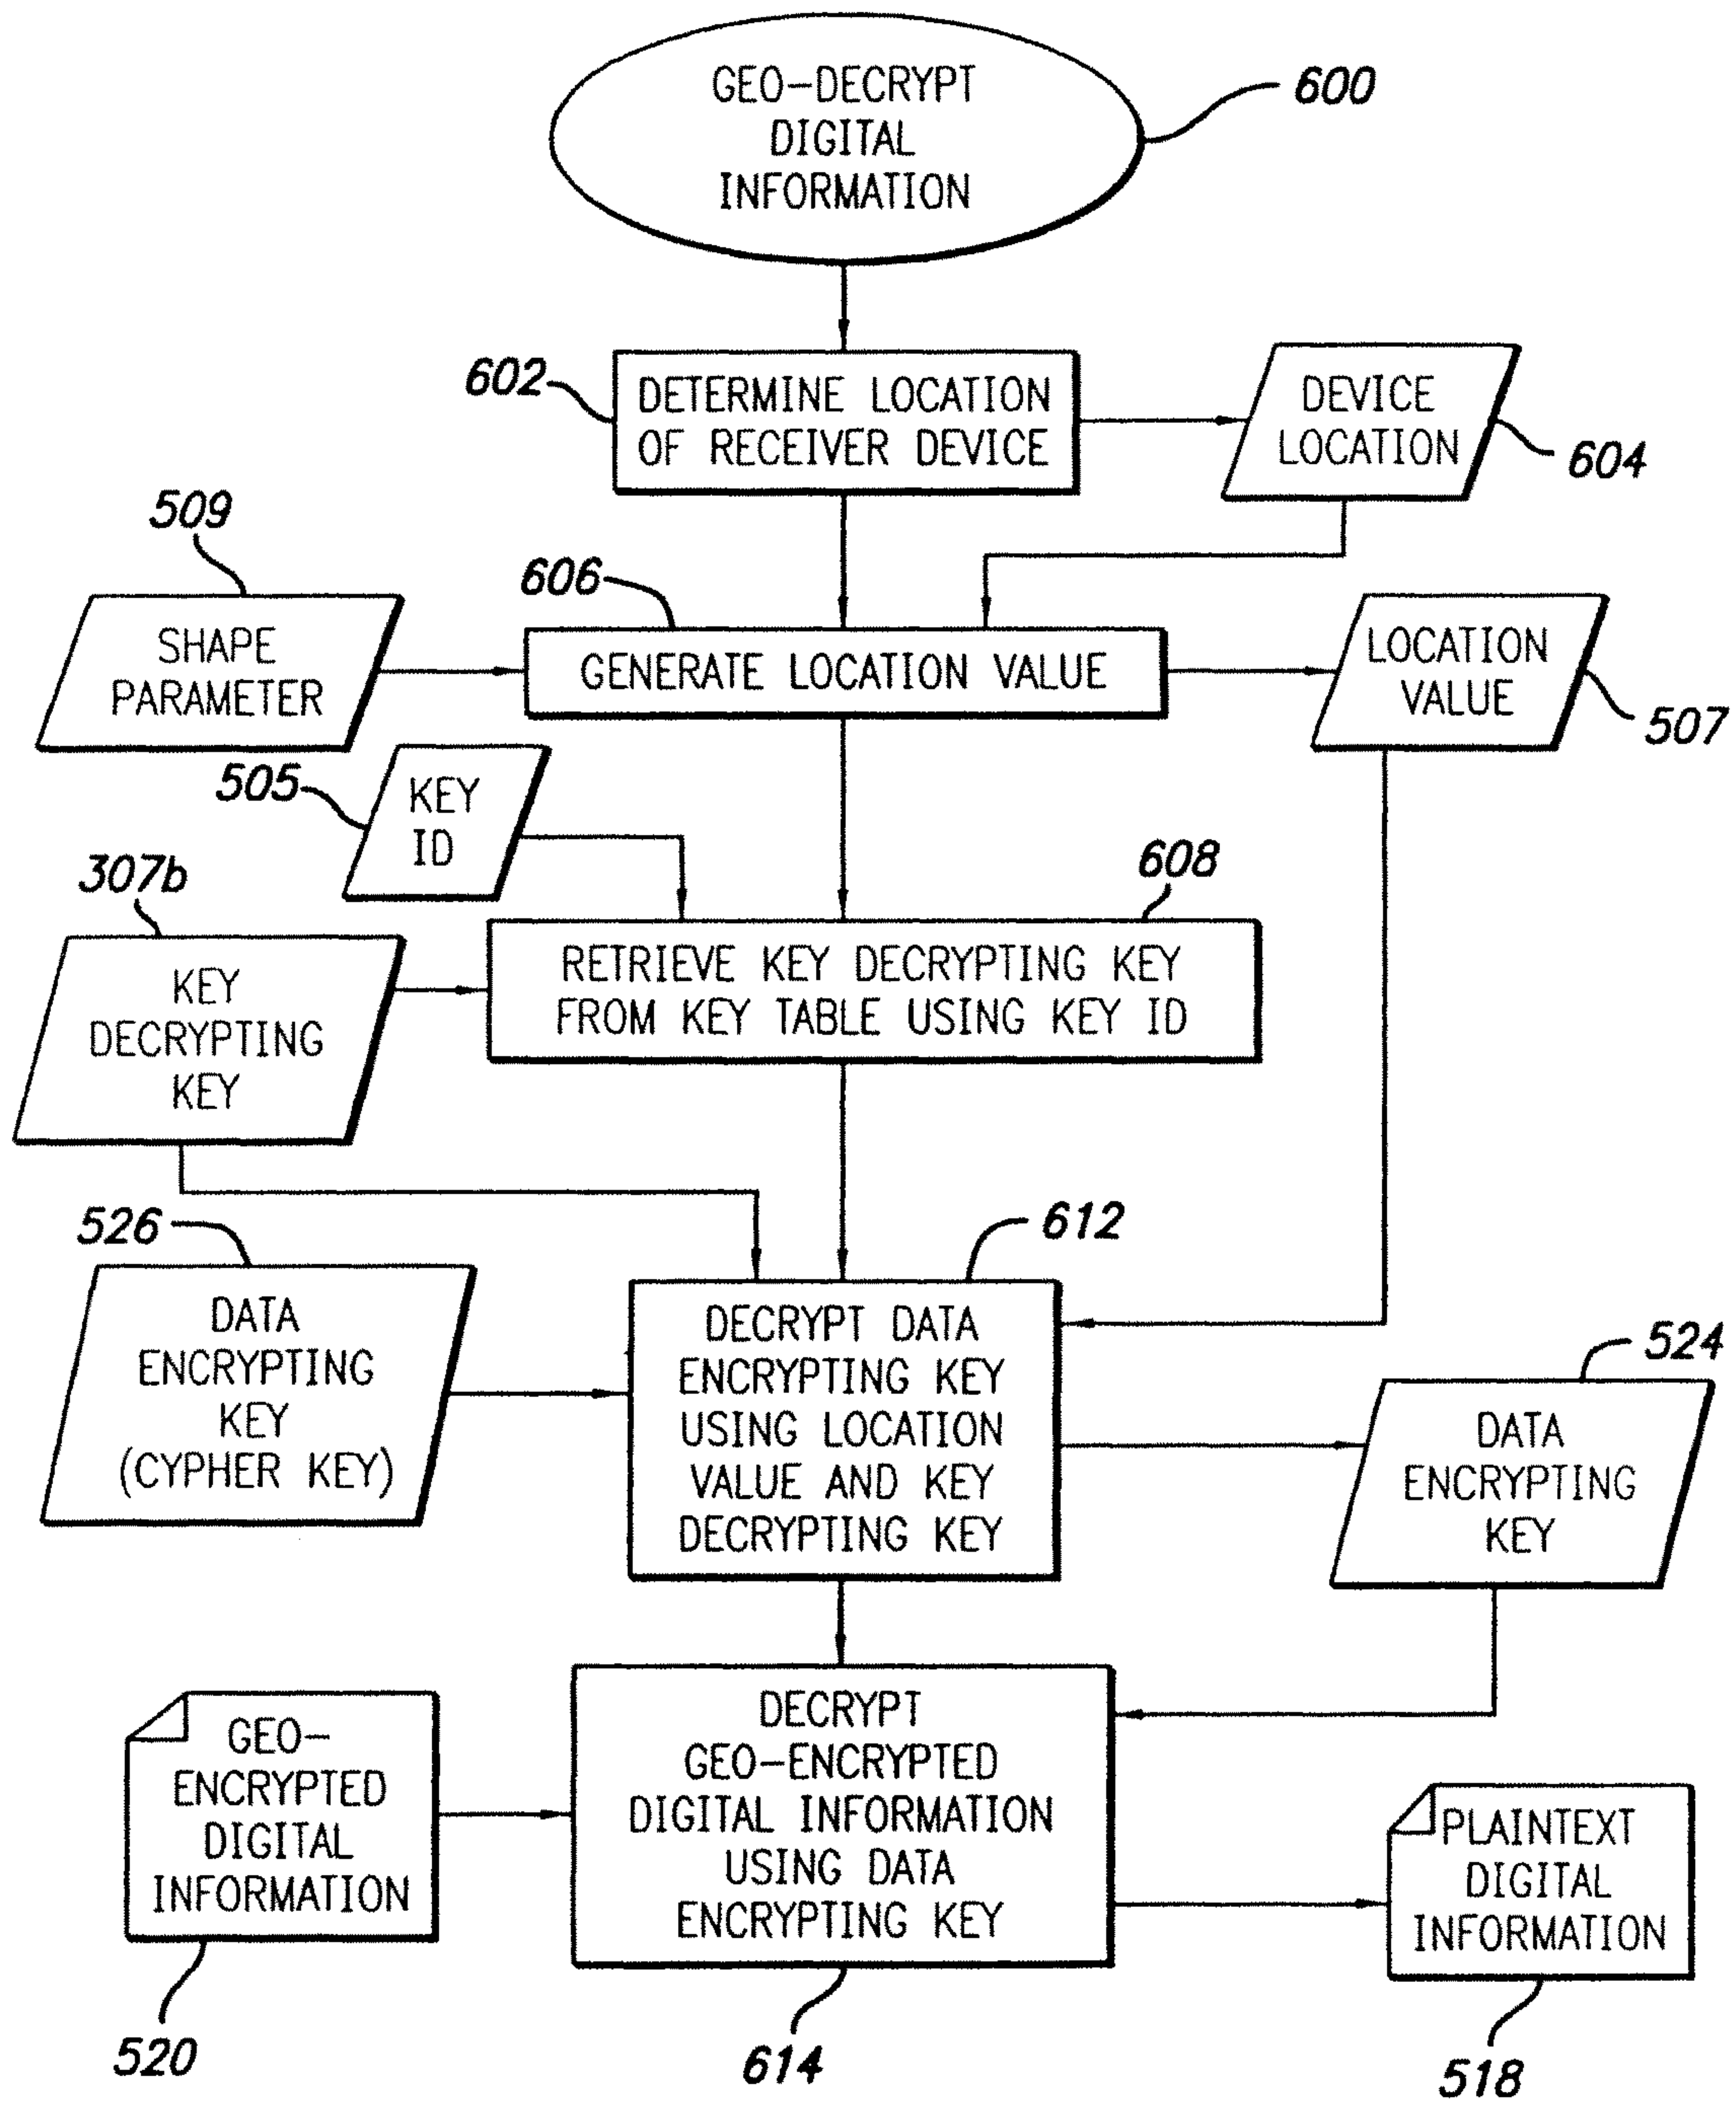 GEO-DECRYPT
DIGITAL
INFORMATION
600
602
DETERMINE LOCATION
OF RECEIVER DEVICE
DEVICE
LOCATION
604
509
SHAPE
PARAMETER
606
GENERATE LOCATION VALUE
LOCATION
VALUE
507
505
KEY
ID
307b
KEY
DECRYPTING
KEY
608
RETRIEVE KEY DECRYPTING KEY
FROM KEY TABLE USING KEY ID
526
DATA
ENCRYPTING
KEY
(CYPHER KEY)
612
DECRYPT DATA
ENCRYPTING KEY
USING LOCATION
VALUE AND KEY
DECRYPTING KEY
524
DATA
ENCRYPTING
KEY
GEO-
ENCRYPTED
DIGITAL
INFORMATION
520
DECRYPT
GEO-ENCRYPTED
DIGITAL INFORMATION
USING DATA
ENCRYPTING KEY
614
PLAINTEXT
DIGITAL
INFORMATION
518